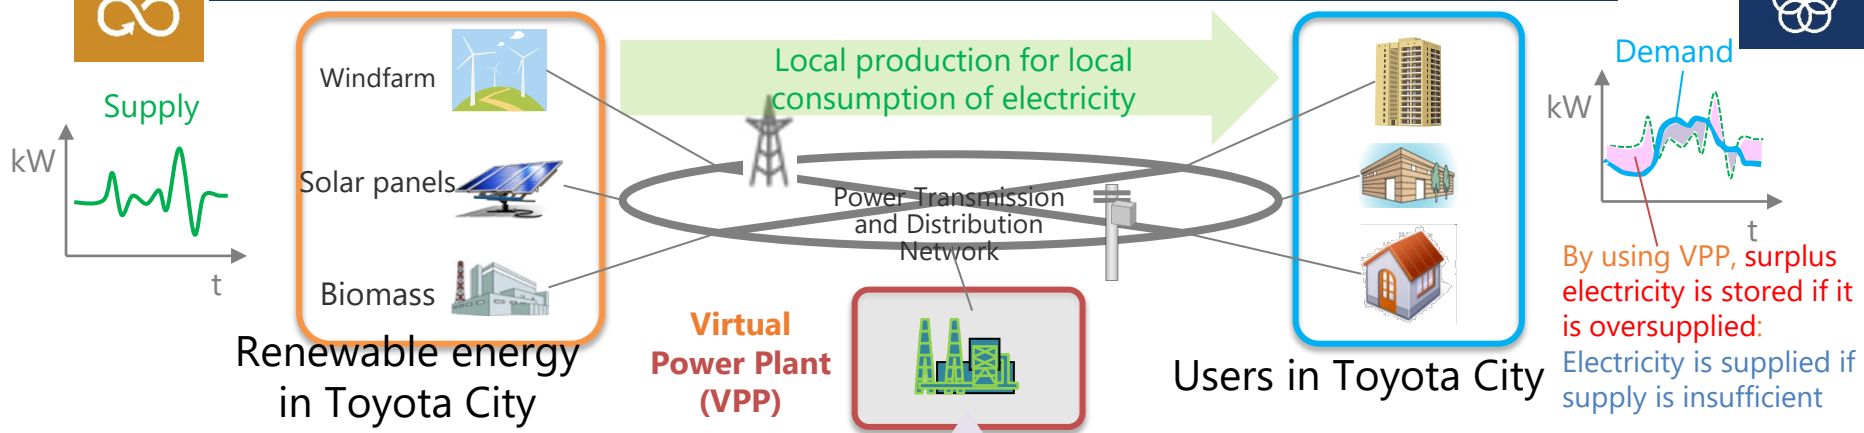 Supply
kW
t
Windfarm
Solar panels
Biomass
Renewable energy
in Toyota City
Local production for local
consumption of electricity
Power Transmission
and Distribution
Network
Virtual
Power Plant
(VPP)
Users in Toyota City
Demand
kW
t
By using VPP, surplus
electricity is stored if it
is oversupplied:
Electricity is supplied if
supply is insufficient